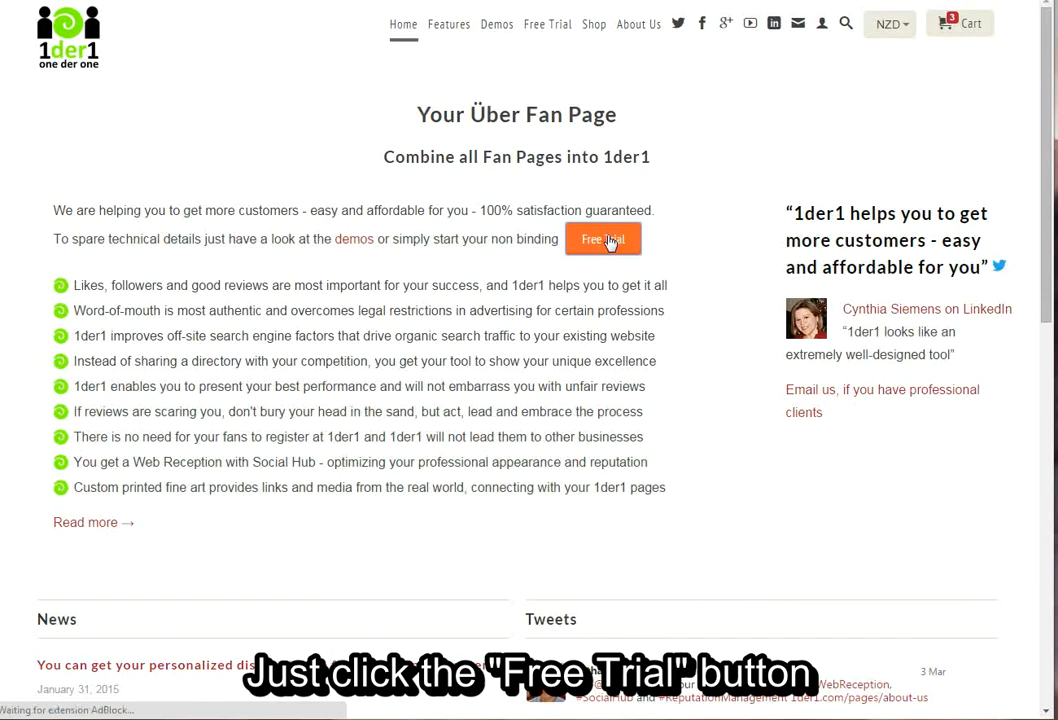 1der1
one der one
Home Features Demos Free Trial Shop About Us NZD 3 Cart
Your Über Fan Page
Combine all Fan Pages into 1der1
We are helping you to get more customers - easy and affordable for you - 100% satisfaction guaranteed.
To spare technical details just have a look at the demos or simply start your non binding Free Trial
Likes, followers and good reviews are most important for your success, and 1der1 helps you to get it all
Word-of-mouth is most authentic and overcomes legal restrictions in advertising for certain professions
1der1 improves off-site search engine factors that drive organic search traffic to your existing website
Instead of sharing a directory with your competition, you get your tool to show your unique excellence
1der1 enables you to present your best performance and will not embarrass you with unfair reviews
If reviews are scaring you, don't bury your head in the sand, but act, lead and embrace the process
There is no need for your fans to register at 1der1 and 1der1 will not lead them to other businesses
You get a Web Reception with Social Hub - optimizing your professional appearance and reputation
Custom printed fine art provides links and media from the real world, connecting with your 1der1 pages
Read more →
“1der1 helps you to get
more customers - easy
and affordable for you”
Cynthia Siemens on LinkedIn
“1der1 looks like an
extremely well-designed tool”
Email us, if you have professional
clients
News
You can get your personalized
January 31, 2015
Tweets
3 Mar
WebReception,
#SocialHub and #ReputationManagement 1der1.com/pages/about-us
Just click the "Free Trial" button
Waiting for extension AdBlock...